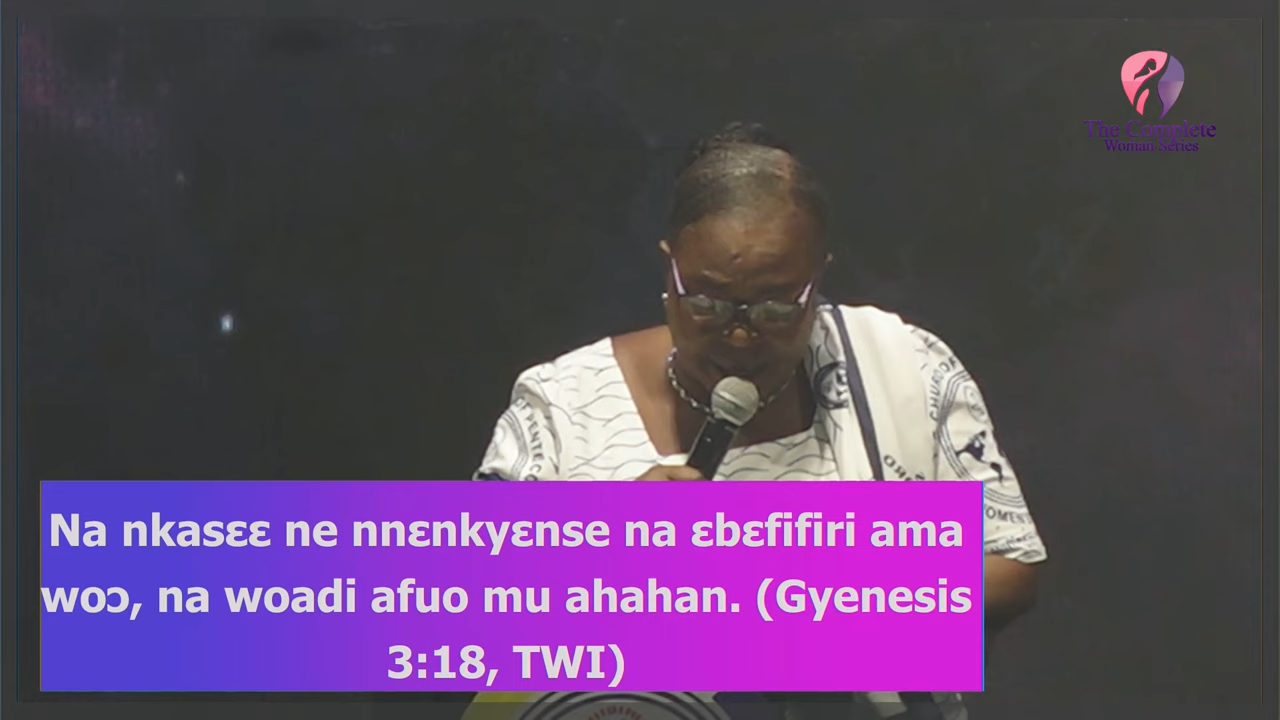 The Complete
Woman Series
Na nkasɛɛ ne nnɛnkyɛnse na ɛbɛfifiri ama
woɔ, na woadi afuo mu ahahan. (Gyenesis
3:18, TWI)